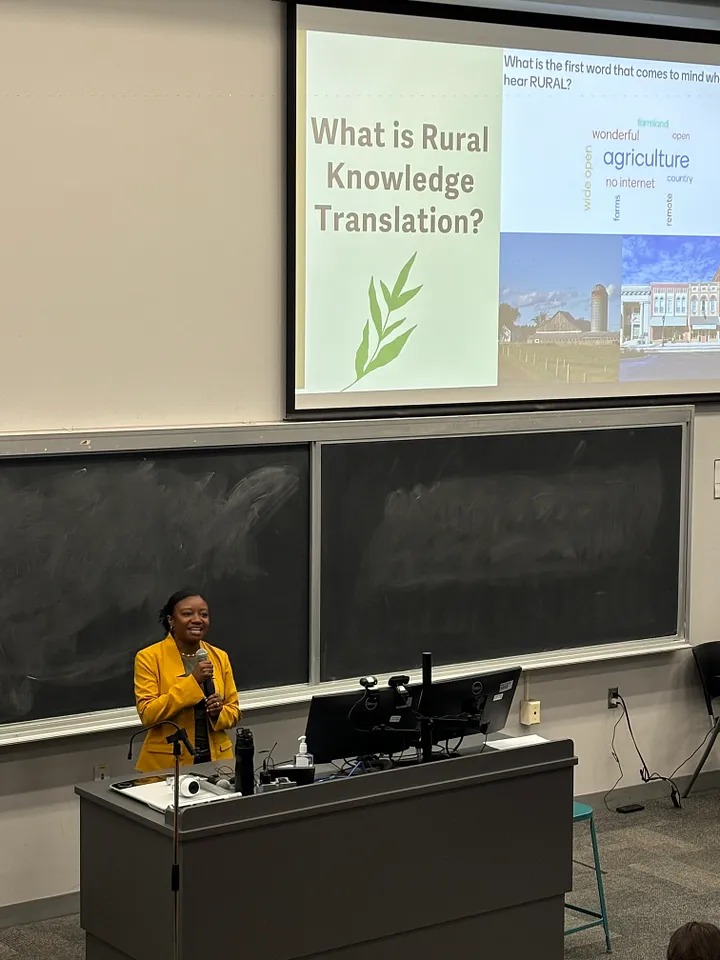 What is Rural
Knowledge
Translation?
What is the first word that comes to mind wh
hear RURAL?
farmland
wonderful
open
wide open
agriculture
no internet
country
farms
remote
DELL